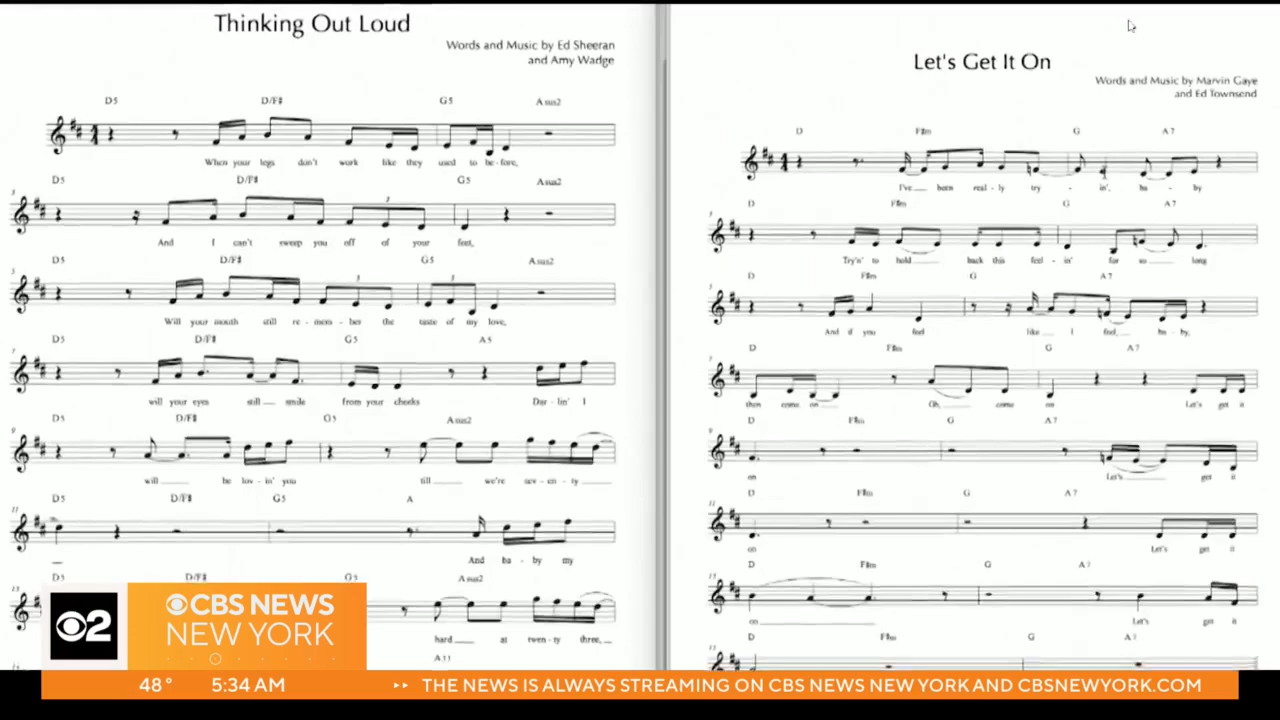 Thinking Out Loud
Words and Music by Ed Sheeran
and Amy Wadge
D5 D/F♯ G5 Asus2
When your legs don't work like they used to be-fore,
D5 D/F♯ G5 Asus2
And I can't sweep you off of your feet,
D5 D/F♯ G5 Asus2
Will your mouth still re-mem-ber the taste of my love,
D5 D/F♯ G5 A5
will your eyes still smile from your cheeks Dar-lin' I
D5 D/F♯ G5 Asus2
will be lov-in' you till we're sev-en-ty
D5 D/F♯ G5 A
And ba-by my
D5 D/F♯ G5 Asus2
hard at twen-ty three,
Let's Get It On
Words and Music by Marvin Gaye
and Ed Townsend
D F♯m G A7
I've been real-ly try-in', ba-by
D F♯m G A7
Try'n' to hold back this feel-in' for so long
D F♯m G A7
And if you feel like I feel, ba-by,
D F♯m G A7
then come on Oh, come on Let's get it
D F♯m G A7
on Let's get it
D F♯m G A7
on Let's get it
D F♯m G A7
on Let's get it
D F♯m G A7
2
CBS NEWS
NEW YORK
48° 5:34 AM THE NEWS IS ALWAYS STREAMING ON CBS NEWS NEW YORK AND CBSNEWYORK.COM